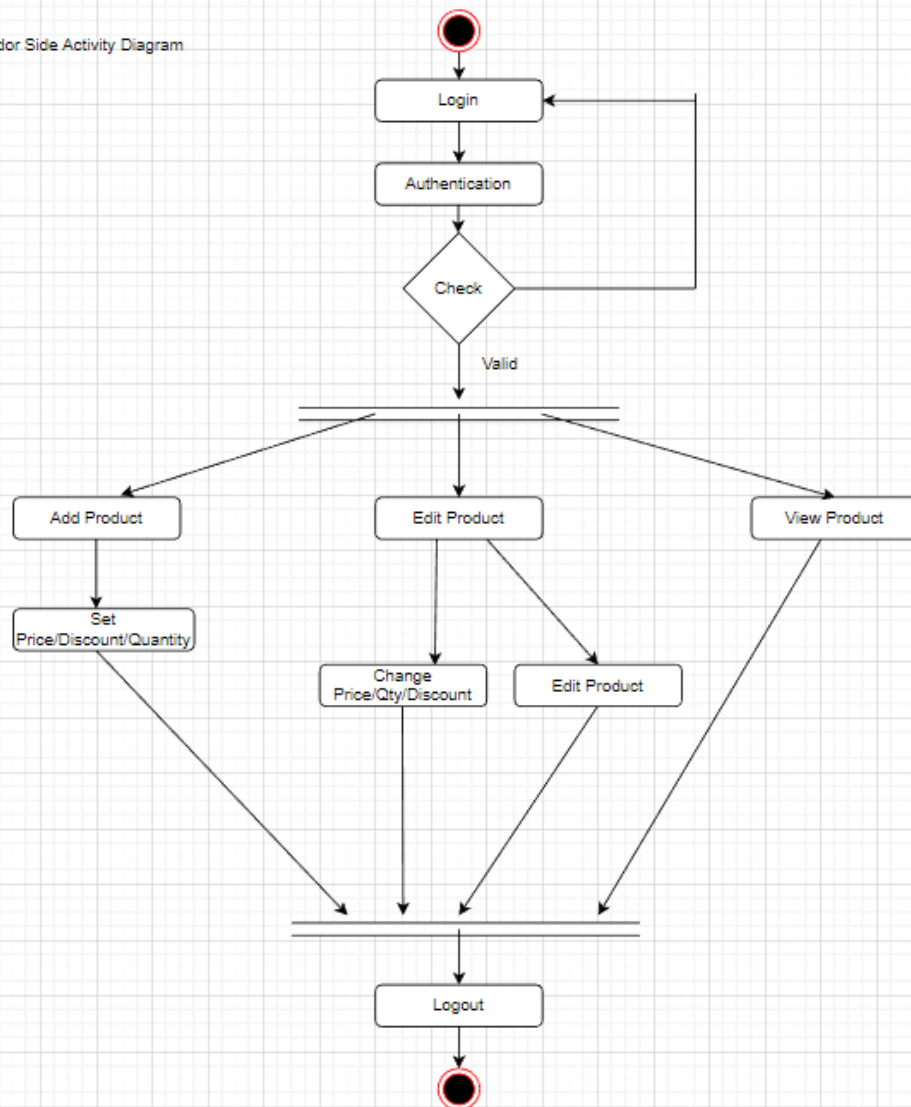 Side Activity Diagram
Login
Authentication
Check
Valid
Add Product
Edit Product
View Product
Set
Price/Discount/Quantity
Change
Price/Qty/Discount
Edit Product
Logout